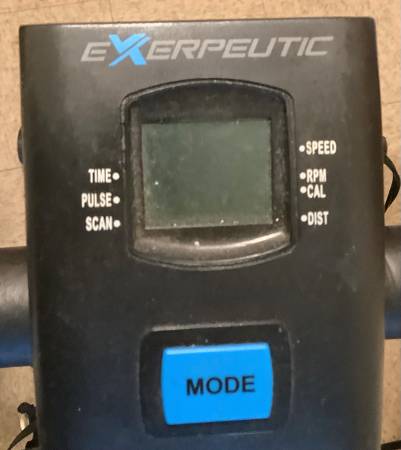 EXERPEUTIC
SPEED
TIME
RPM
CAL
PULSE
SCAN
DIST
MODE